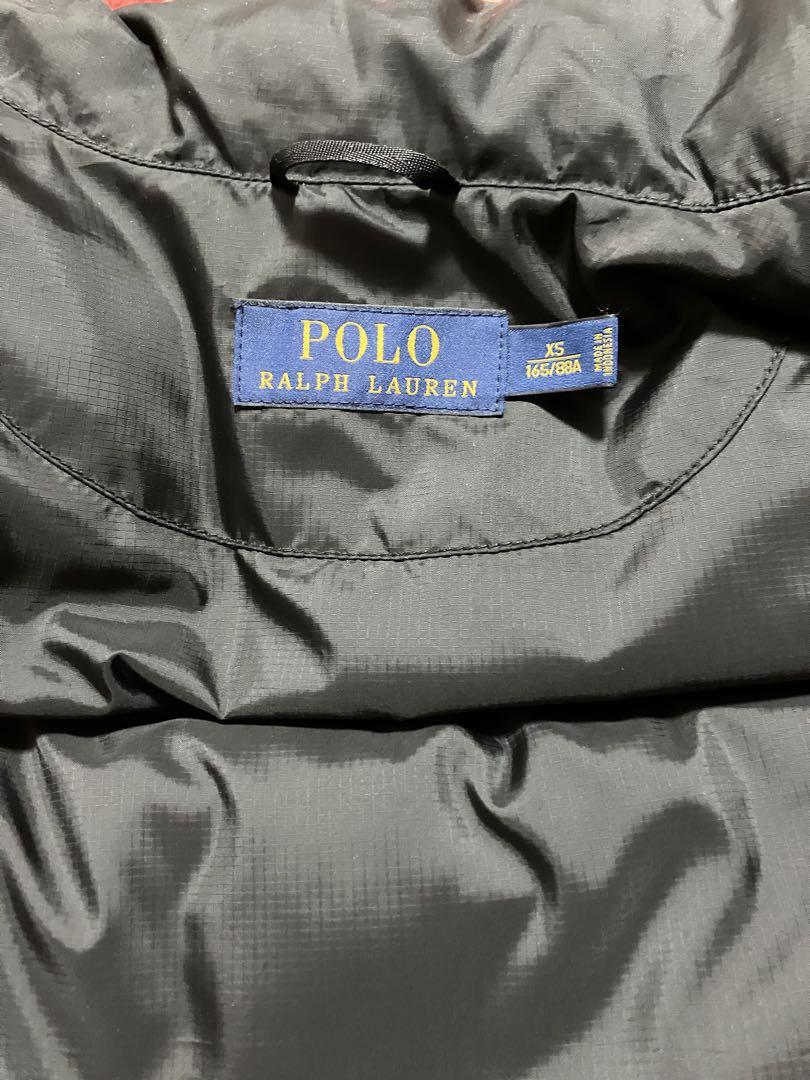 POLO
RALPH LAUREN
XS
165/88A
MADE IN
INDONESIA